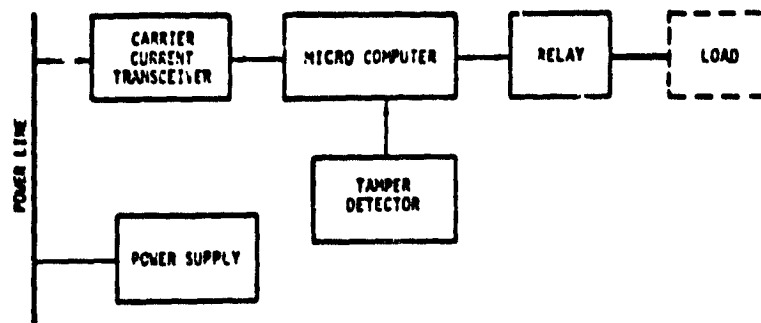 CARRIER
CURRENT
TRANSCEIVER
MICRO COMPUTER
RELAY
LOAD
POWER LINE
TAMPER
DETECTOR
POWER SUPPLY